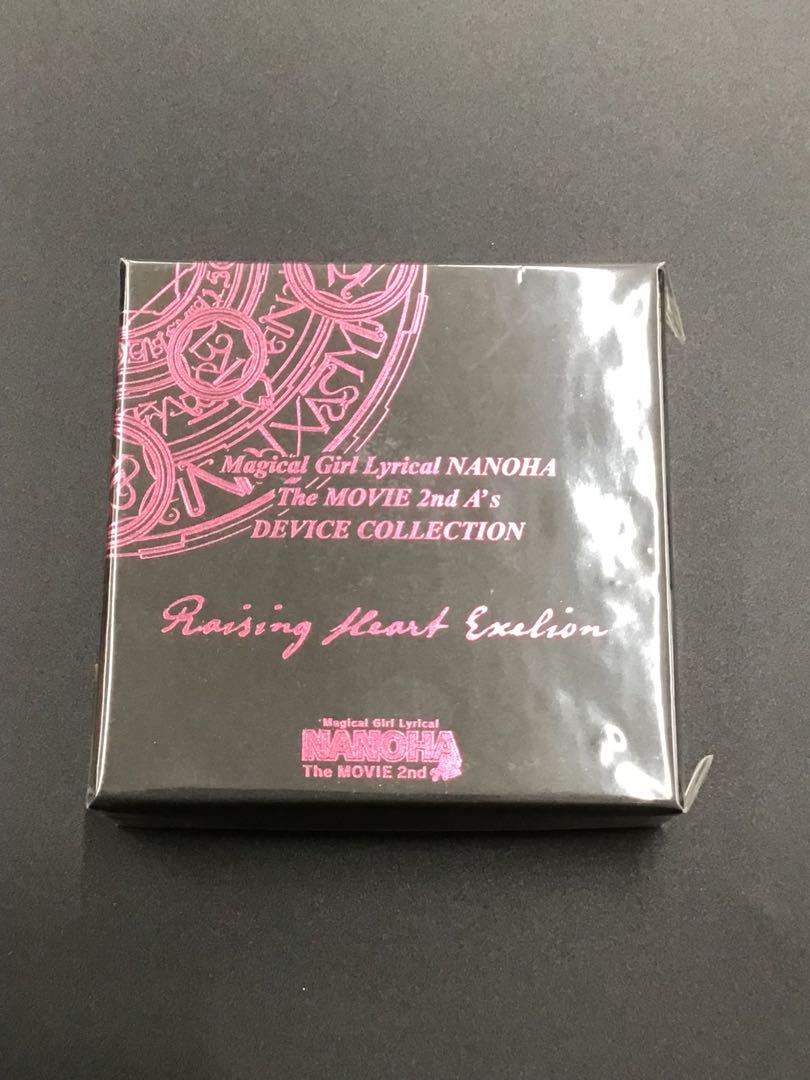 Magical Girl Lyrical NANOHA
The MOVIE 2nd A's
DEVICE COLLECTION
Raising Heart Exelion
Magical Girl Lyrical
NANOHA
The MOVIE 2nd